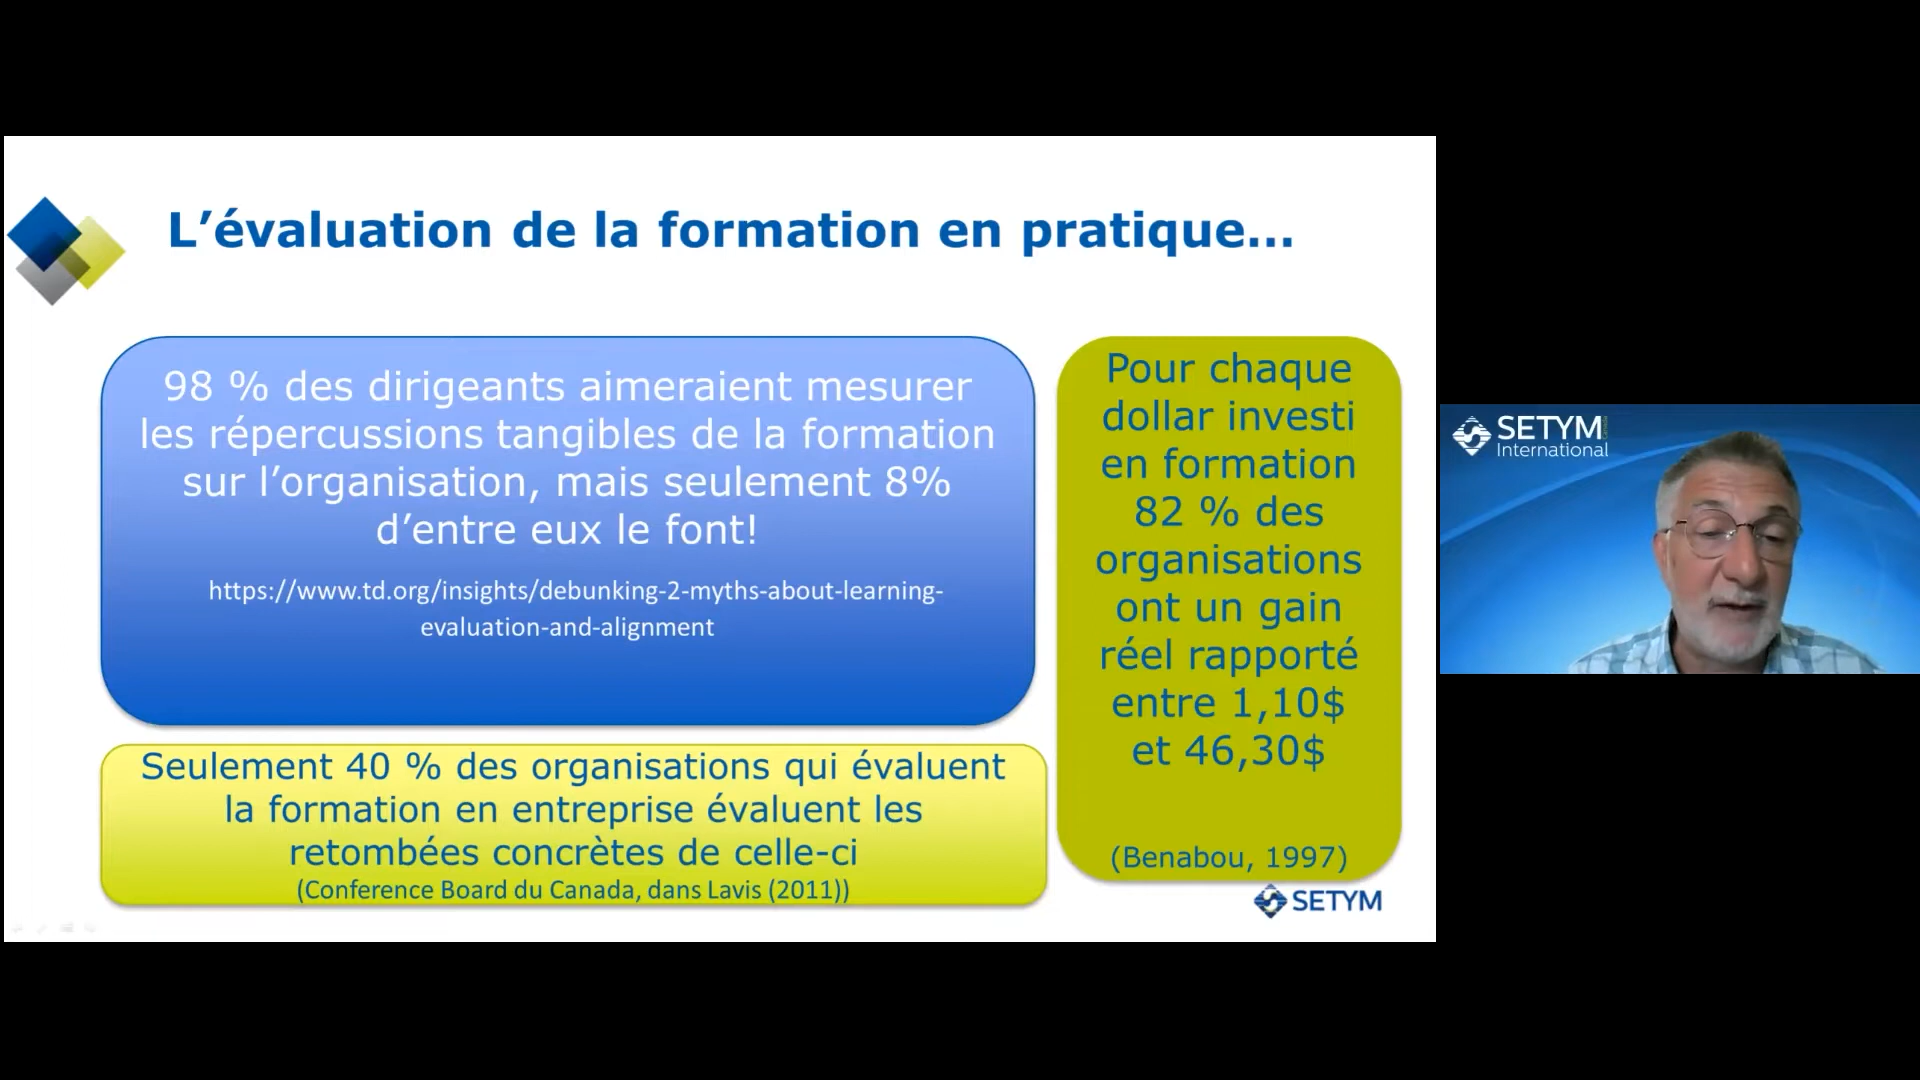 L’évaluation de la formation en pratique...
98 % des dirigeants aimeraient mesurer
les répercussions tangibles de la formation
sur l’organisation, mais seulement 8%
d’entre eux le font!
https://www.td.org/insights/debunking-2-myths-about-learning-
evaluation-and-alignment
Seulement 40 % des organisations qui évaluent
la formation en entreprise évaluent les
retombées concrètes de celle-ci
(Conference Board du Canada, dans Lavis (2011))
Pour chaque
dollar investi
en formation
82 % des
organisations
ont un gain
réel rapporté
entre 1,10$
et 46,30$
(Benabou, 1997)
SETYM
SETYM
International